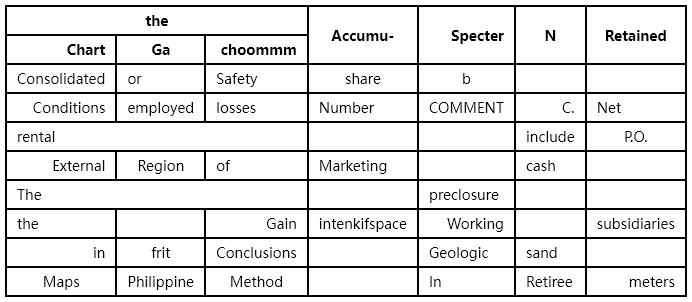 the
Accumu- Specter N Retained
Chart Ga choommm
Consolidated or Safety share b
Conditions employed losses Number COMMENT C. Net
rental include P.O.
External Region of Marketing cash
The preclosure
the Gain intenkifspace Working subsidiaries
in frit Conclusions Geologic sand
Maps Philippine Method In Retiree meters